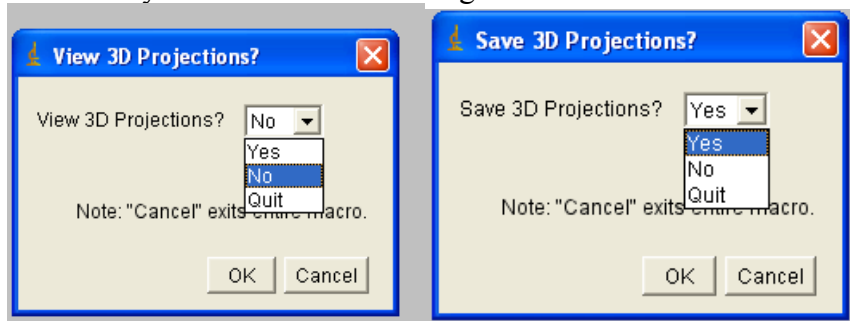 View 3D Projections?
View 3D Projections? No
Yes
No
Quit
Note: "Cancel" exits entire macro.
OK Cancel
Save 3D Projections?
Save 3D Projections? Yes
Yes
No
Quit
Note: "Cancel" exits entire macro.
OK Cancel